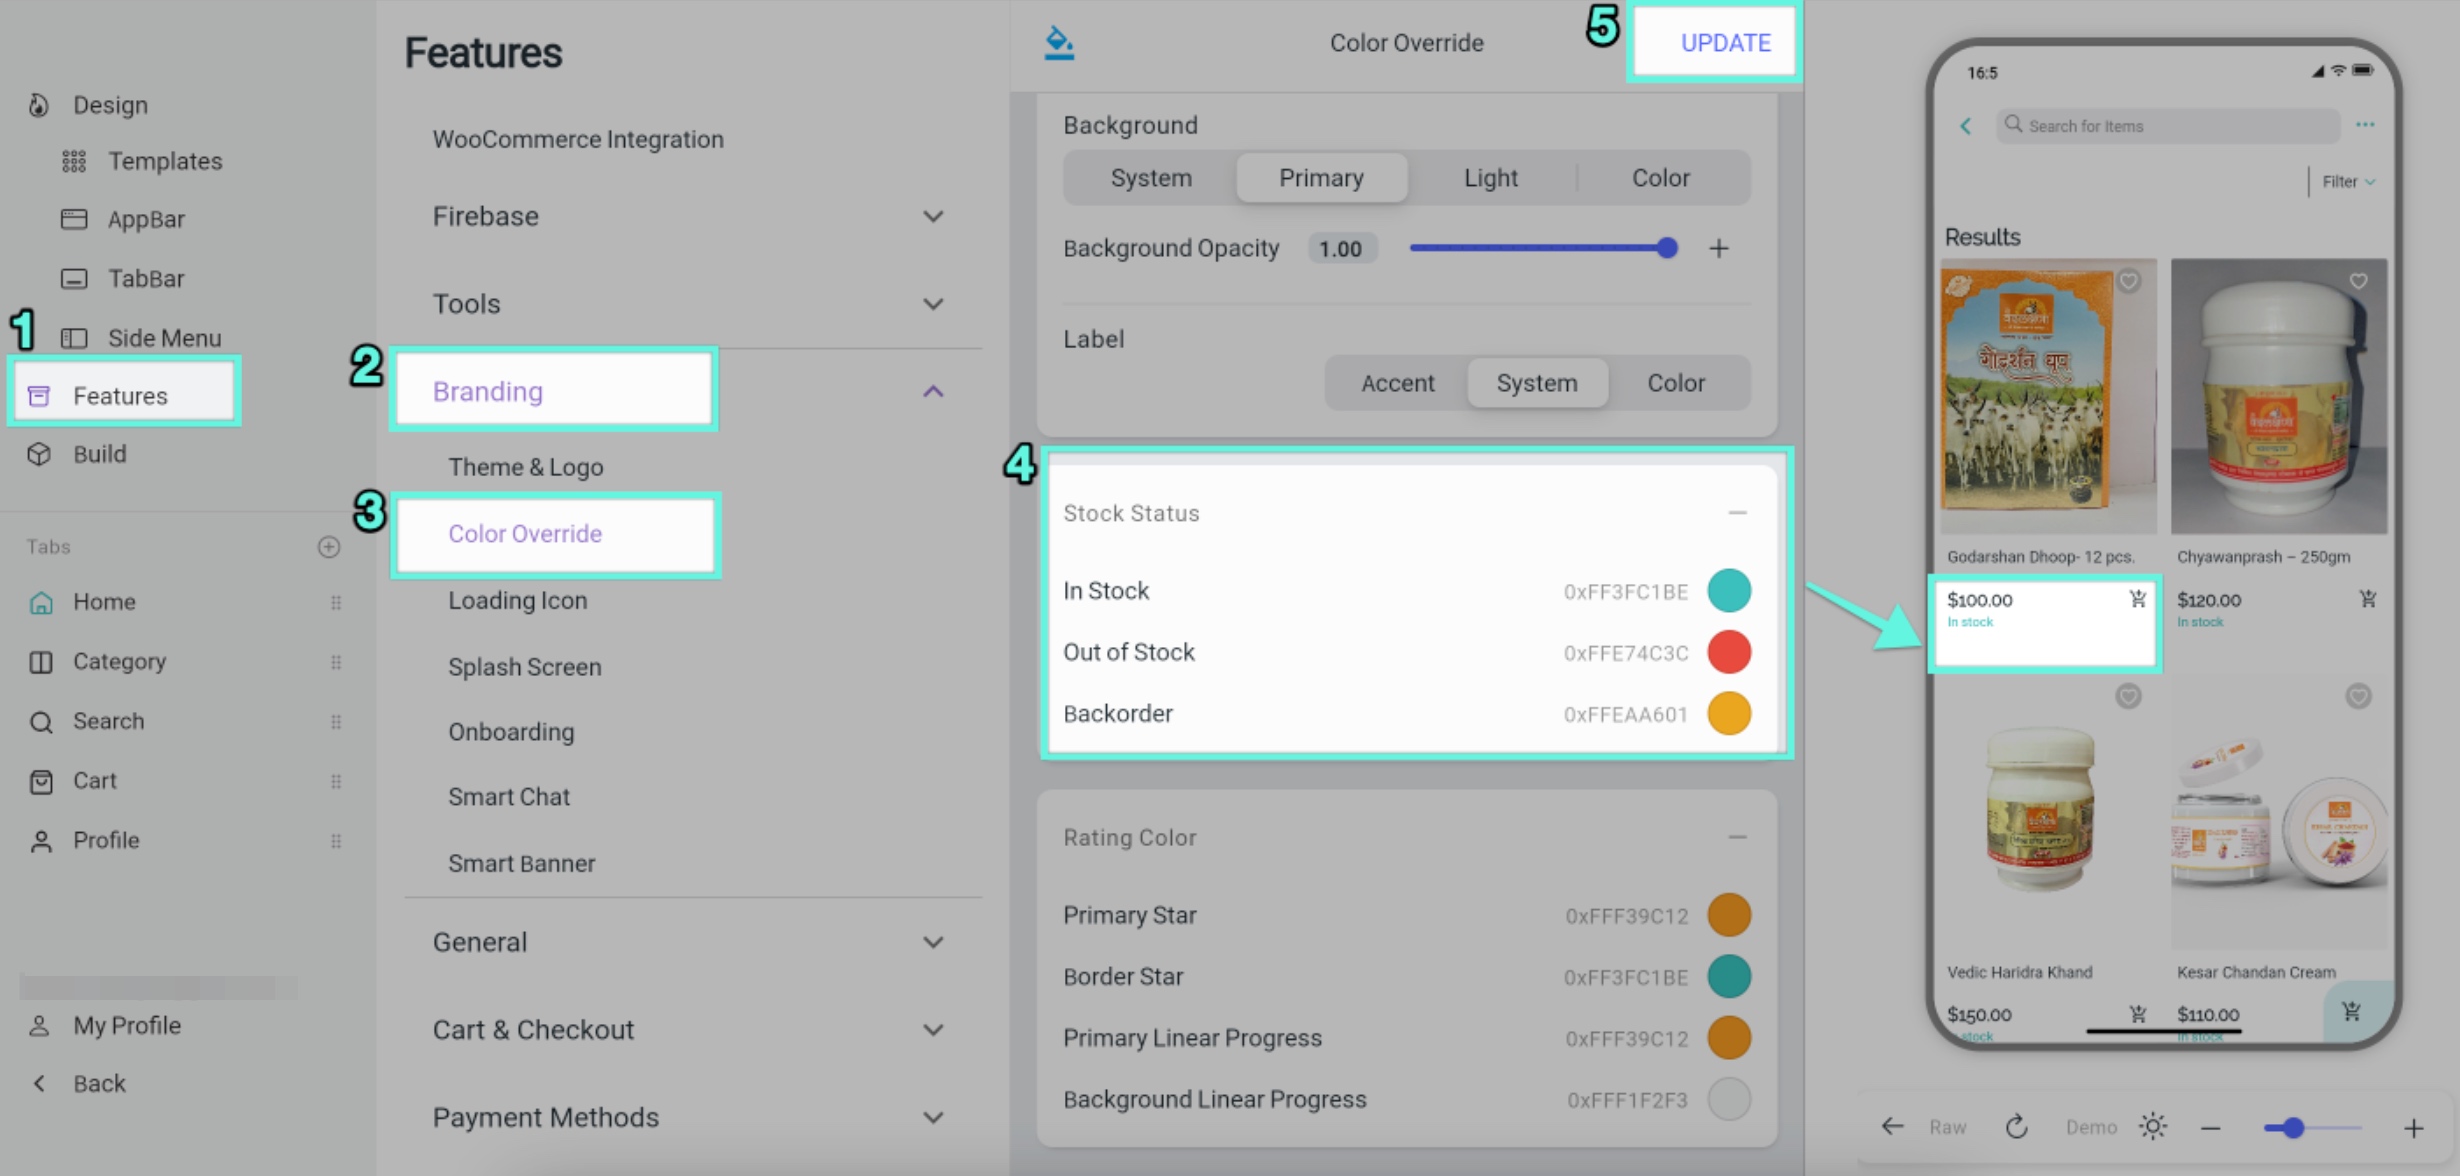 Design
Templates
AppBar
TabBar
1
Side Menu
Features
Build
Tabs
Home
Category
Search
Cart
Profile
My Profile
Back
Features
WooCommerce Integration
Firebase
Tools
2
Branding
Theme & Logo
3
Color Override
Loading Icon
Splash Screen
Onboarding
Smart Chat
Smart Banner
General
Cart & Checkout
Payment Methods
Color Override
5
UPDATE
Background
System Primary Light Color
Background Opacity 1.00
Label
Accent System Color
4
Stock Status
In Stock 0xFF3FC1BE
Out of Stock 0xFFE74C3C
Backorder 0xFFEAA601
Rating Color
Primary Star 0xFFF39C12
Border Star 0xFF3FC1BE
Primary Linear Progress 0xFFF39C12
Background Linear Progress 0xFFF1F2F3
16:5
Search for Items
Filter
Results
गौदर्शन धूप
Godarshan Dhoop- 12 pcs. Chyawanprash – 250gm
$100.00 $120.00
In stock In stock
Vedic Haridra Khand Kesar Chandan Cream
$150.00 $110.00
stock In stock
Raw Demo